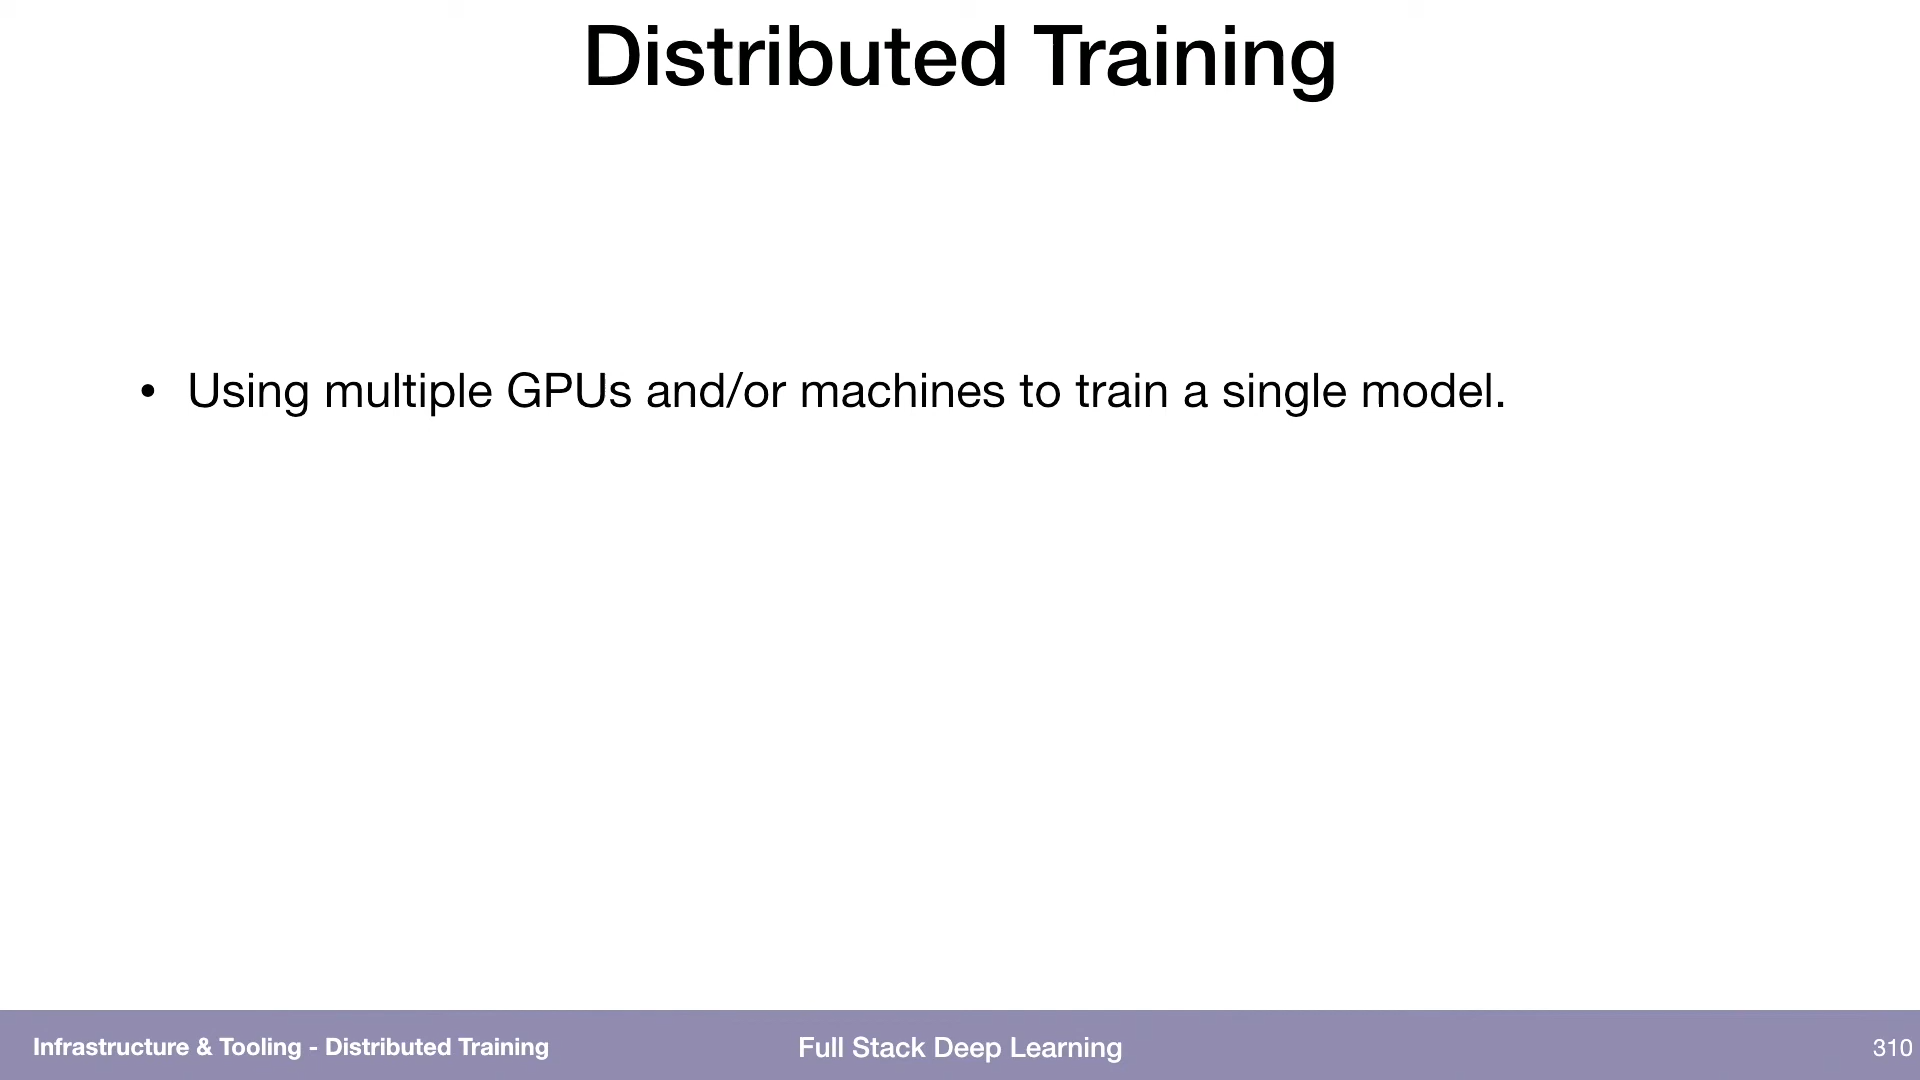 Distributed Training
• Using multiple GPUs and/or machines to train a single model.
Infrastructure & Tooling - Distributed Training
Full Stack Deep Learning
310